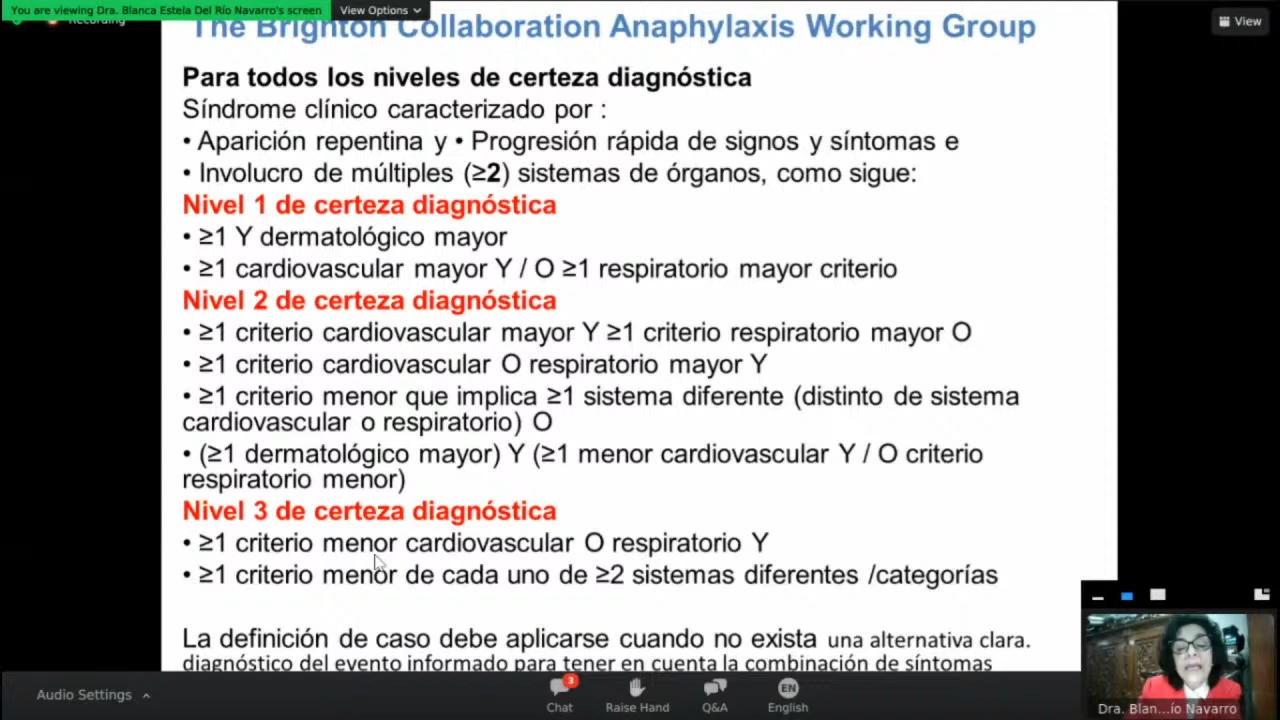 You are viewing Dra. Blanca Estela Del Río Navarro's screen
View Options
Recording
View
The Brighton Collaboration Anaphylaxis Working Group
Para todos los niveles de certeza diagnóstica
Síndrome clínico caracterizado por :
• Aparición repentina y • Progresión rápida de signos y síntomas e
• Involucro de múltiples (≥2) sistemas de órganos, como sigue:
Nivel 1 de certeza diagnóstica
• ≥1 Y dermatológico mayor
• ≥1 cardiovascular mayor Y / O ≥1 respiratorio mayor criterio
Nivel 2 de certeza diagnóstica
• ≥1 criterio cardiovascular mayor Y ≥1 criterio respiratorio mayor O
• ≥1 criterio cardiovascular O respiratorio mayor Y
• ≥1 criterio menor que implica ≥1 sistema diferente (distinto de sistema
cardiovascular o respiratorio) O
• (≥1 dermatológico mayor) Y (≥1 menor cardiovascular Y / O criterio
respiratorio menor)
Nivel 3 de certeza diagnóstica
• ≥1 criterio menor cardiovascular O respiratorio Y
• ≥1 criterio menor de cada uno de ≥2 sistemas diferentes /categorías
La definición de caso debe aplicarse cuando no exista una alternativa clara.
diagnóstico del evento informado para tener en cuenta la combinación de síntomas
Audio Settings
3
Chat
Raise Hand
Q&A
EN
English
Dra. Blan...ío Navarro